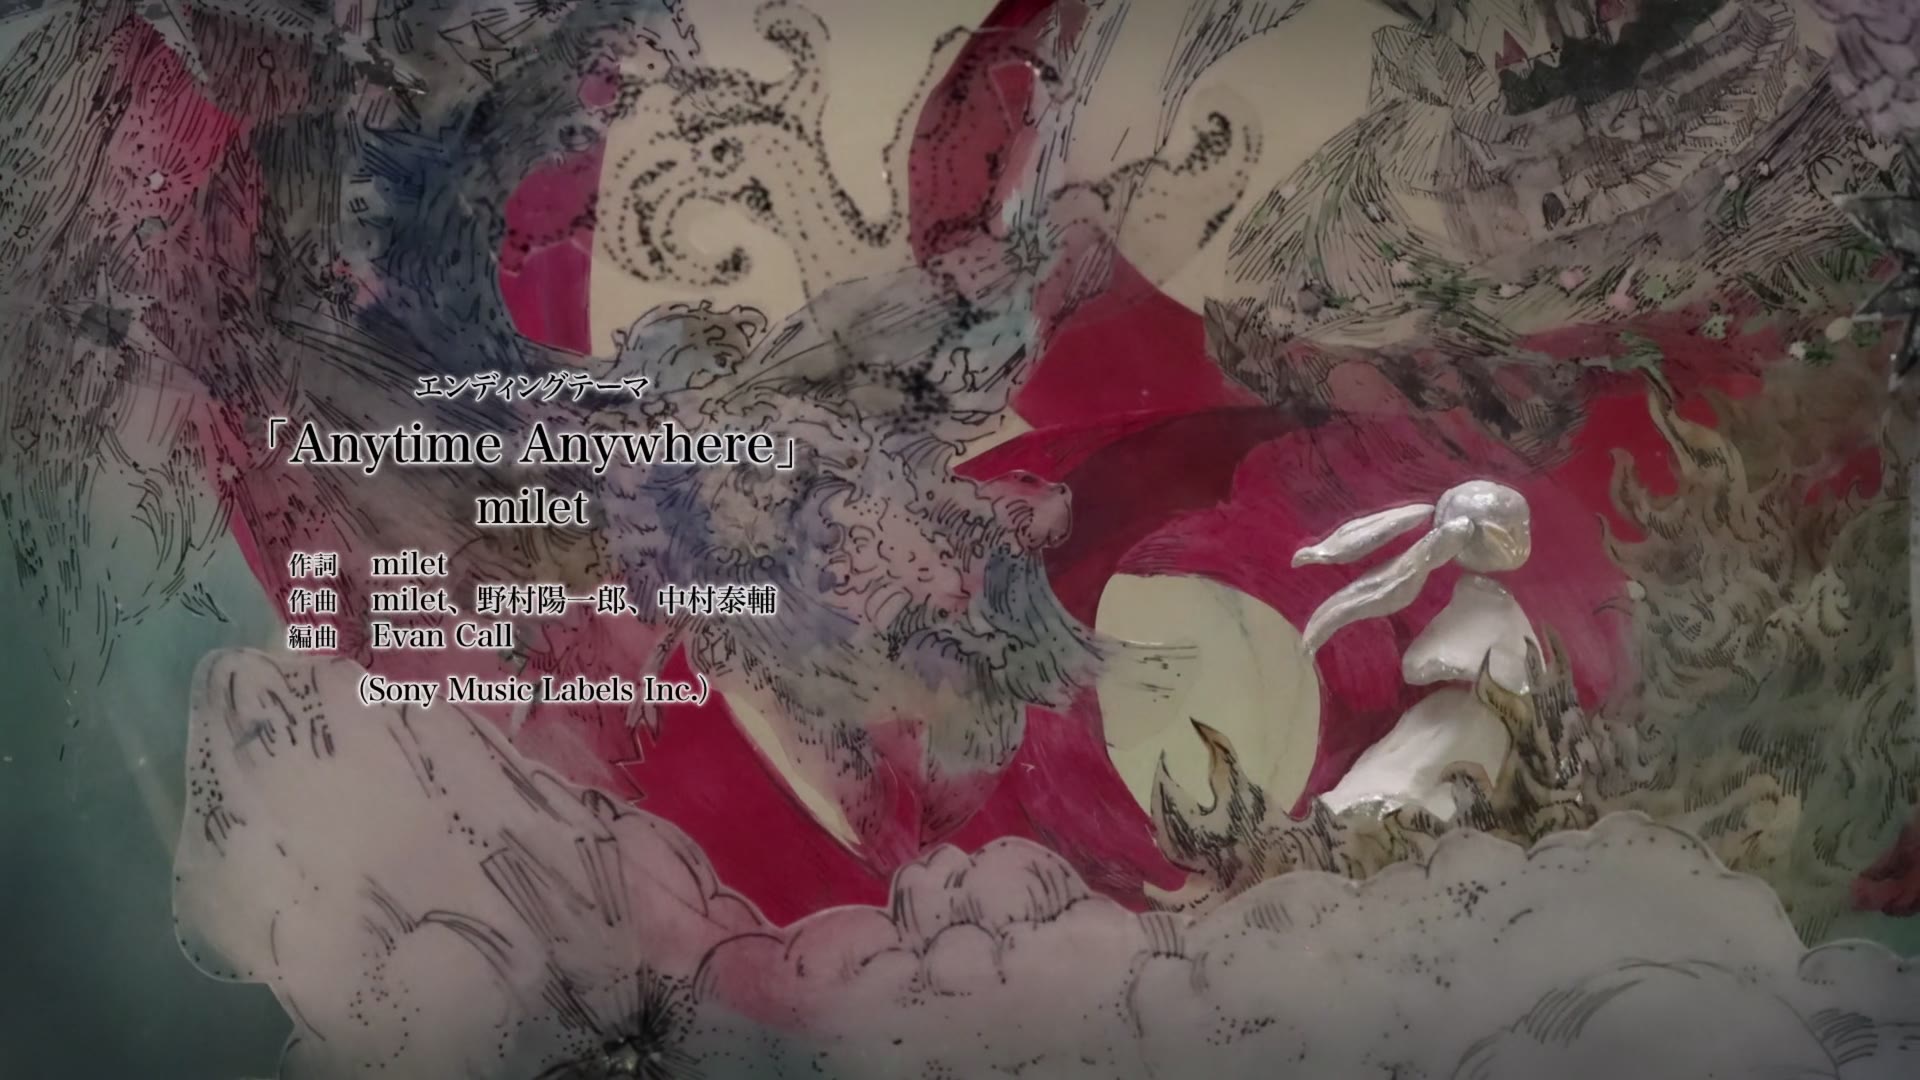 エンディングテーマ
「Anytime Anywhere」
milet
作詞 milet
作曲 milet、野村陽一郎、中村泰輔
編曲 Evan Call
(Sony Music Labels Inc.)